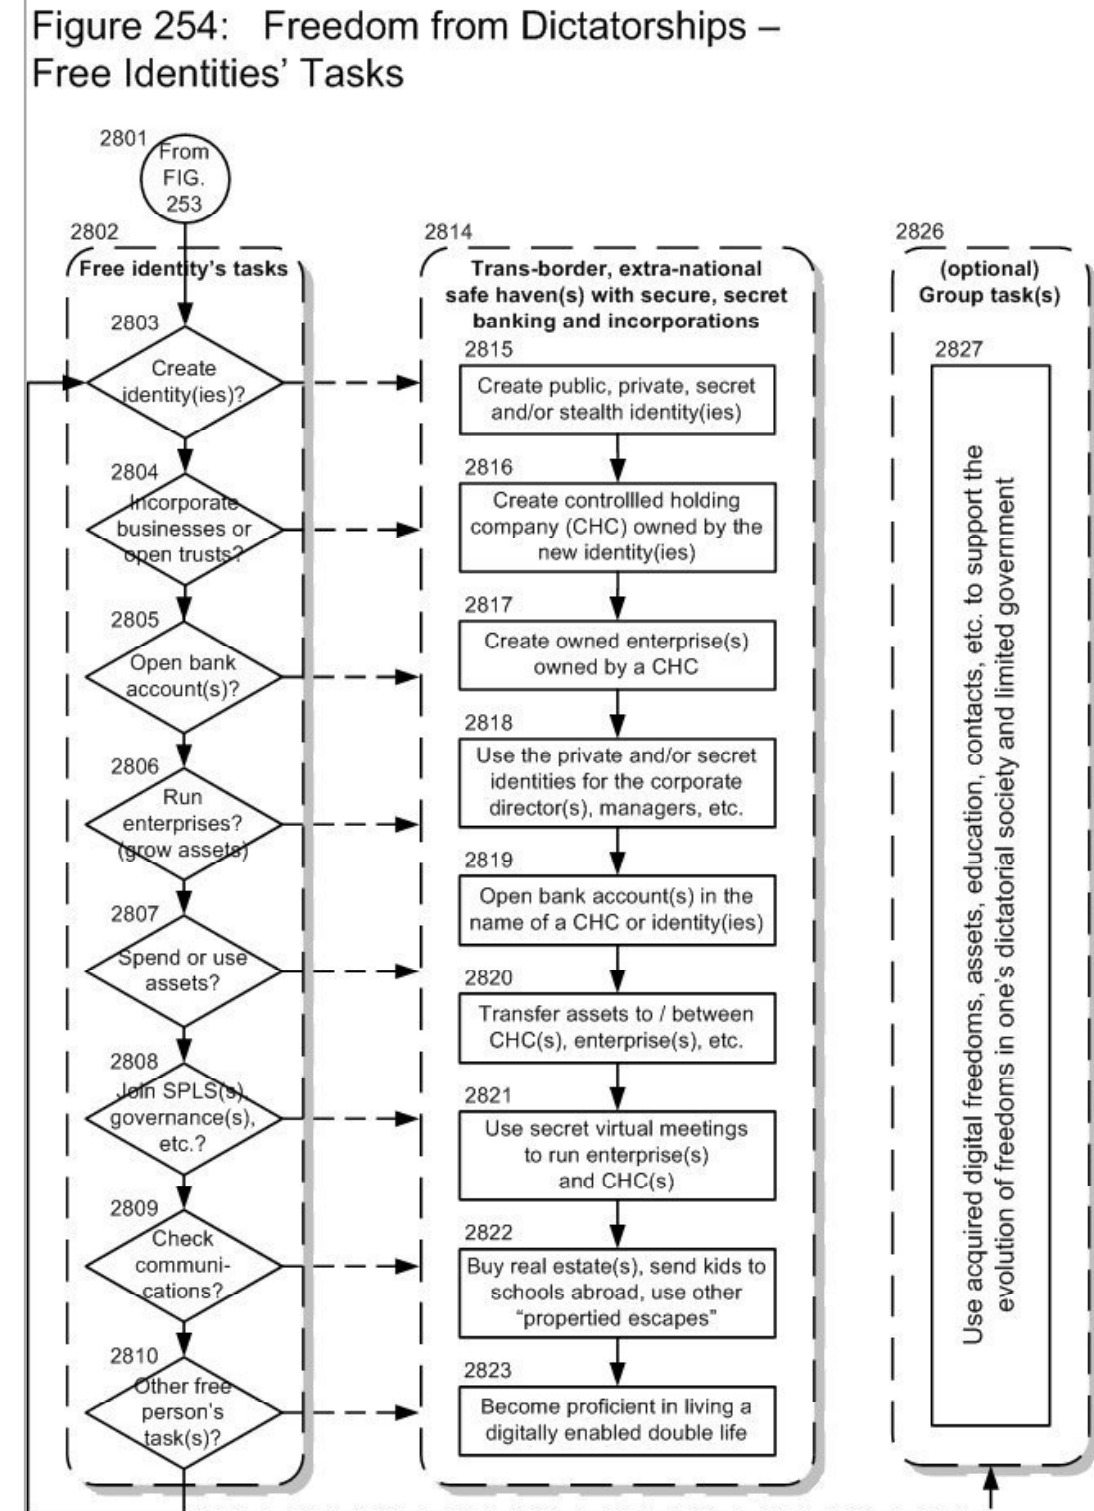 Figure 254: Freedom from Dictatorships –
Free Identities' Tasks
2801
From
FIG.
253
2802
Free identity's tasks
2803
Create
identity(ies)?
2804
Incorporate
businesses or
open trusts?
2805
Open bank
account(s)?
2806
Run
enterprises?
(grow assets)
2807
Spend or use
assets?
2808
Join SPLS(s),
governance(s),
etc.?
2809
Check
communi-
cations?
2810
Other free
person's
task(s)?
2814
Trans-border, extra-national
safe haven(s) with secure, secret
banking and incorporations
2815
Create public, private, secret
and/or stealth identity(ies)
2816
Create controllled holding
company (CHC) owned by the
new identity(ies)
2817
Create owned enterprise(s)
owned by a CHC
2818
Use the private and/or secret
identities for the corporate
director(s), managers, etc.
2819
Open bank account(s) in the
name of a CHC or identity(ies)
2820
Transfer assets to / between
CHC(s), enterprise(s), etc.
2821
Use secret virtual meetings
to run enterprise(s)
and CHC(s)
2822
Buy real estate(s), send kids to
schools abroad, use other
“propertied escapes”
2823
Become proficient in living a
digitally enabled double life
2826
(optional)
Group task(s)
2827
Use acquired digital freedoms, assets, education, contacts, etc. to support the
evolution of freedoms in one's dictatorial society and limited government